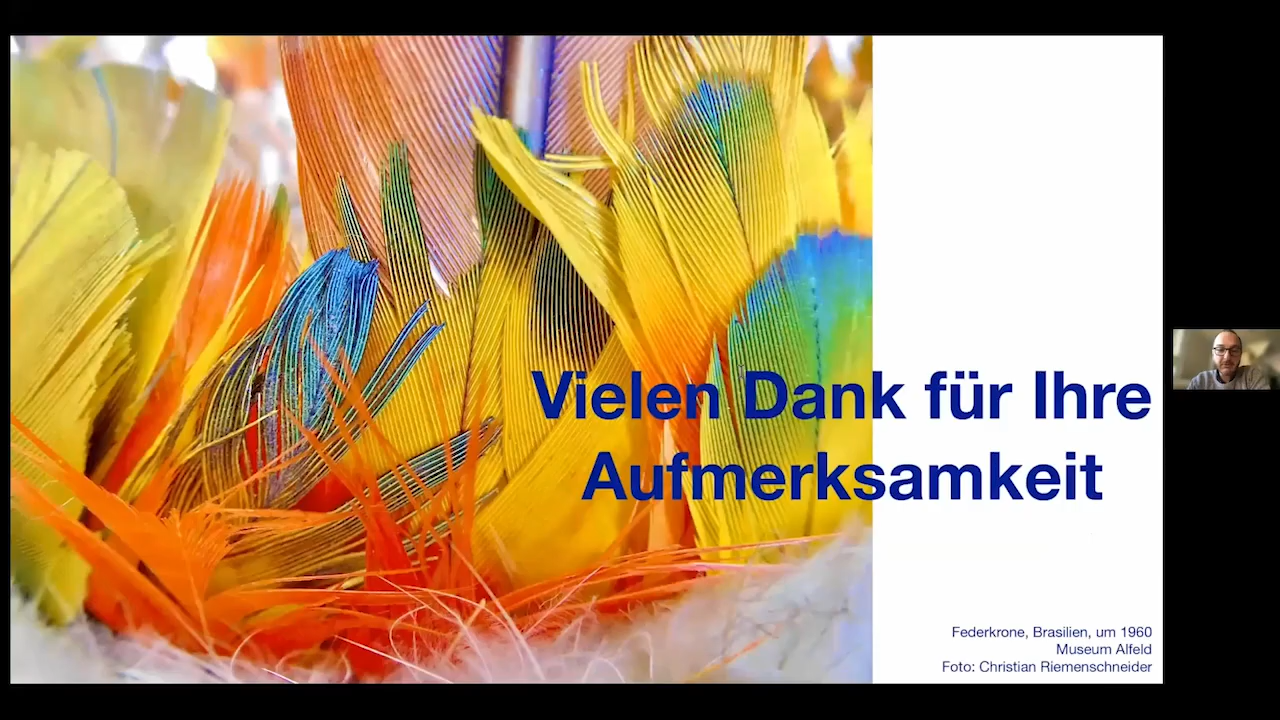 Vielen Dank für Ihre
Aufmerksamkeit
Federkrone, Brasilien, um 1960
Museum Alfeld
Foto: Christian Riemenschneider